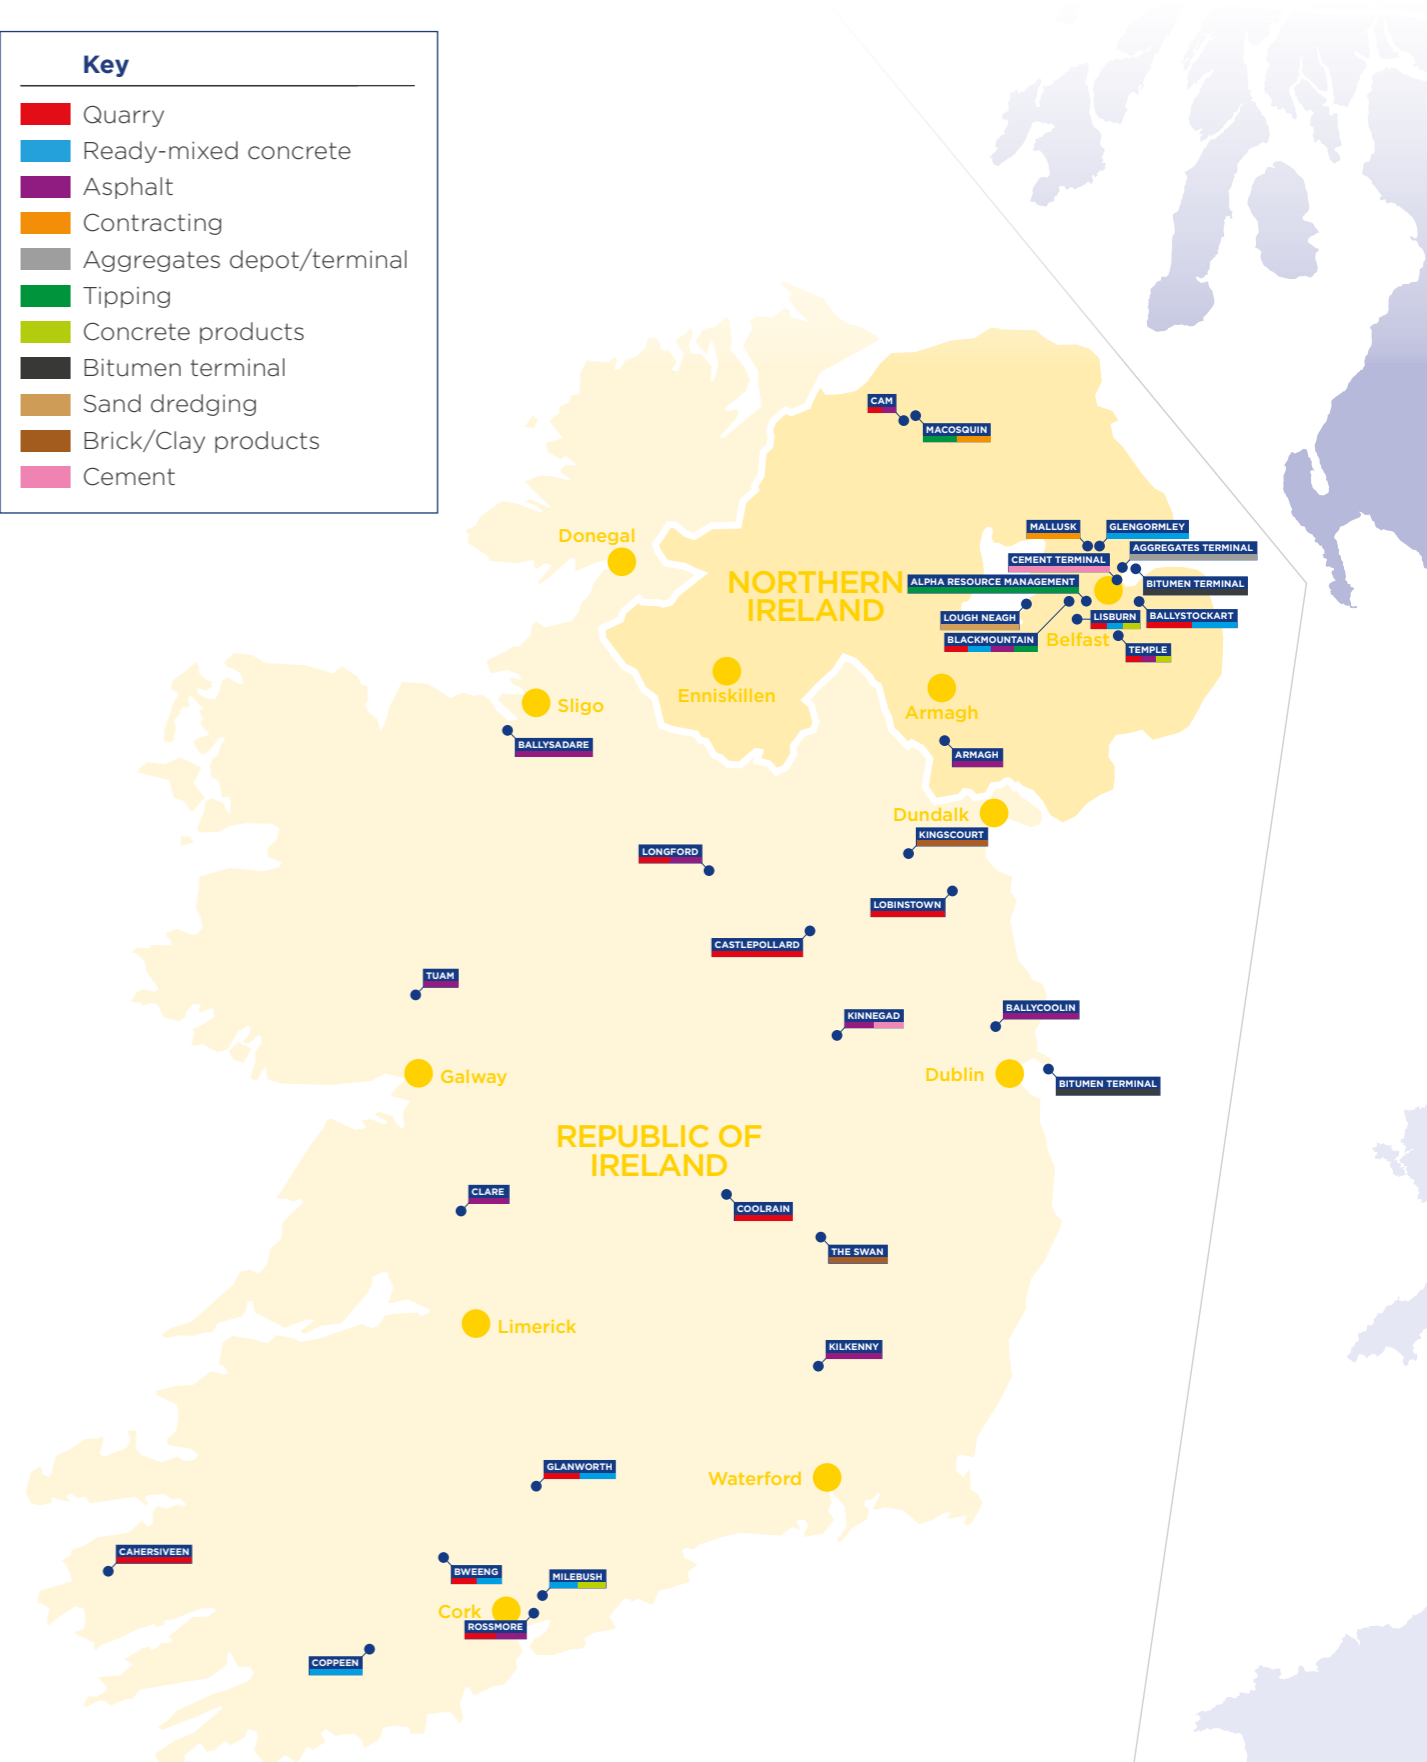 Key
Quarry
Ready-mixed concrete
Asphalt
Contracting
Aggregates depot/terminal
Tipping
Concrete products
Bitumen terminal
Sand dredging
Brick/Clay products
Cement
CAM
MACOSQUIN
Donegal
MALLUSK
GLENGORMLEY
AGGREGATES TERMINAL
CEMENT TERMINAL
NORTHERN
IRELAND
ALPHA RESOURCE MANAGEMENT
BITUMEN TERMINAL
LOUGH NEAGH
LISBURN
BALLYSTOCKART
BLACKMOUNTAIN
Belfast
TEMPLE
Enniskillen
Sligo
Armagh
BALLYSADARE
ARMAGH
Dundalk
KINGSCOURT
LONGFORD
LOBINSTOWN
CASTLEPOLLARD
TUAM
BALLYCOOLIN
KINNEGAD
Galway
Dublin
BITUMEN TERMINAL
REPUBLIC OF
IRELAND
CLARE
COOLRAIN
THE SWAN
Limerick
KILKENNY
GLANWORTH
Waterford
CAHERSIVEEN
BWEENG
MILEBUSH
Cork
ROSSMORE
COPPEEN